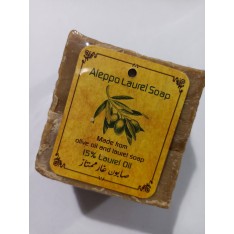 Aleppo Laurel Soap
Made from
olive oil and laurel soap
15% Laurel Oil
صابون غار ممتاز